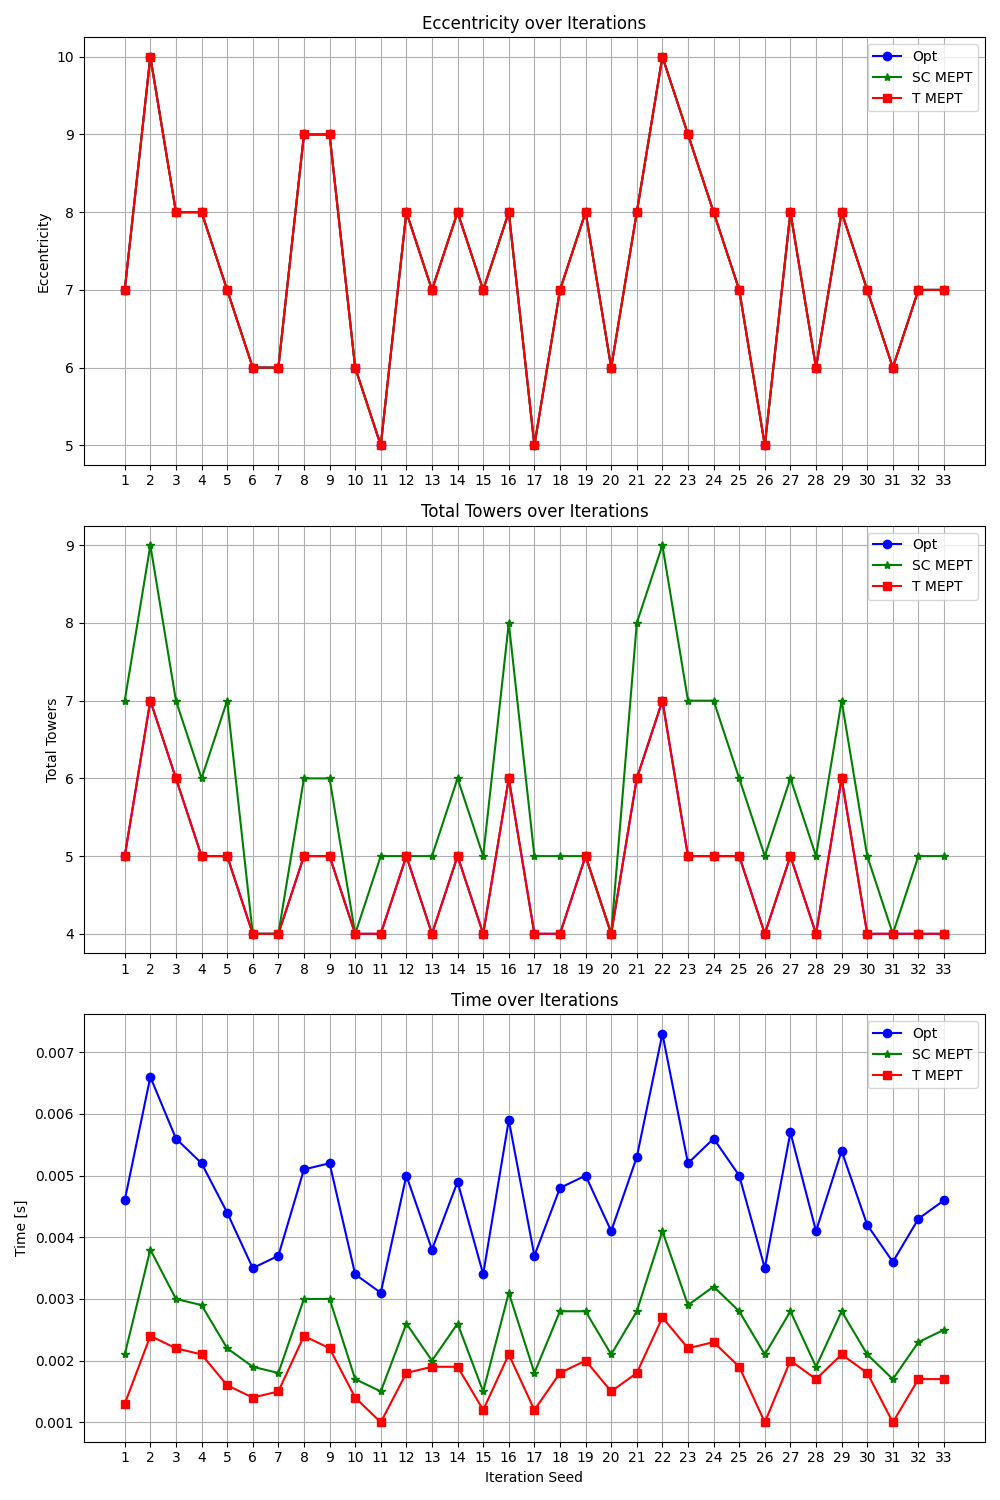 Eccentricity over Iterations
Eccentricity
10
9
8
7
6
5
Opt
SC MEPT
T MEPT
1 2 3 4 5 6 7 8 9 10 11 12 13 14 15 16 17 18 19 20 21 22 23 24 25 26 27 28 29 30 31 32 33
Total Towers over Iterations
Total Towers
9
8
7
6
5
4
Opt
SC MEPT
T MEPT
1 2 3 4 5 6 7 8 9 10 11 12 13 14 15 16 17 18 19 20 21 22 23 24 25 26 27 28 29 30 31 32 33
Time over Iterations
Time [s]
0.007
0.006
0.005
0.004
0.003
0.002
0.001
Opt
SC MEPT
T MEPT
1 2 3 4 5 6 7 8 9 10 11 12 13 14 15 16 17 18 19 20 21 22 23 24 25 26 27 28 29 30 31 32 33
Iteration Seed